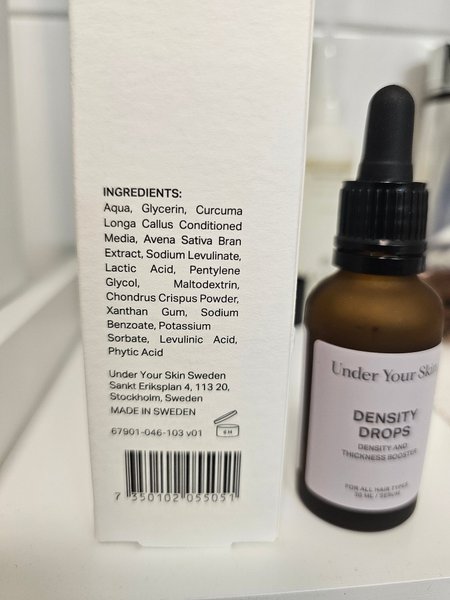 INGREDIENTS:
Aqua, Glycerin, Curcuma
Longa Callus Conditioned
Media, Avena Sativa Bran
Extract, Sodium Levulinate,
Lactic Acid, Pentylene
Glycol, Maltodextrin,
Chondrus Crispus Powder,
Xanthan Gum, Sodium
Benzoate, Potassium
Sorbate, Levulinic Acid,
Phytic Acid
Under Your Skin Sweden
Sankt Eriksplan 4, 113 20,
Stockholm, Sweden
MADE IN SWEDEN
67901-046-103 v01
6 M
7 350102 055051
Under Your Skin
DENSITY
DROPS
DENSITY AND
THICKNESS BOOSTER
FOR ALL HAIR TYPES
30 ML / SERUM